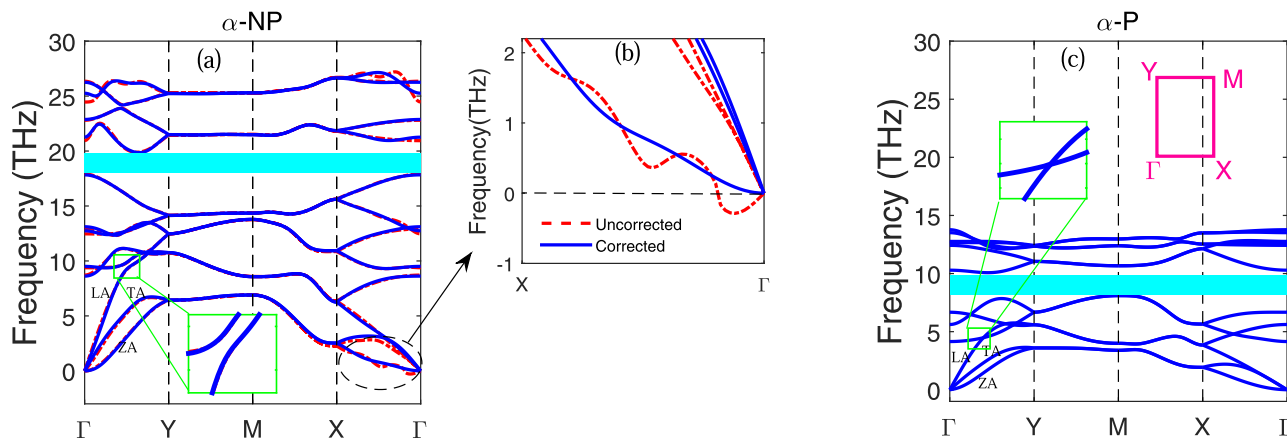 α-NP
(a)
Frequency (THz)
30
25
20
15
10
5
0
LA
TA
ZA
Γ
Y
M
X
Γ
(b)
Frequency(THz)
2
1
0
-1
Uncorrected
Corrected
X
Γ
α-P
(c)
Frequency (THz)
30
25
20
15
10
5
0
Y
M
Γ
X
LA
TA
ZA
Γ
Y
M
X
Γ